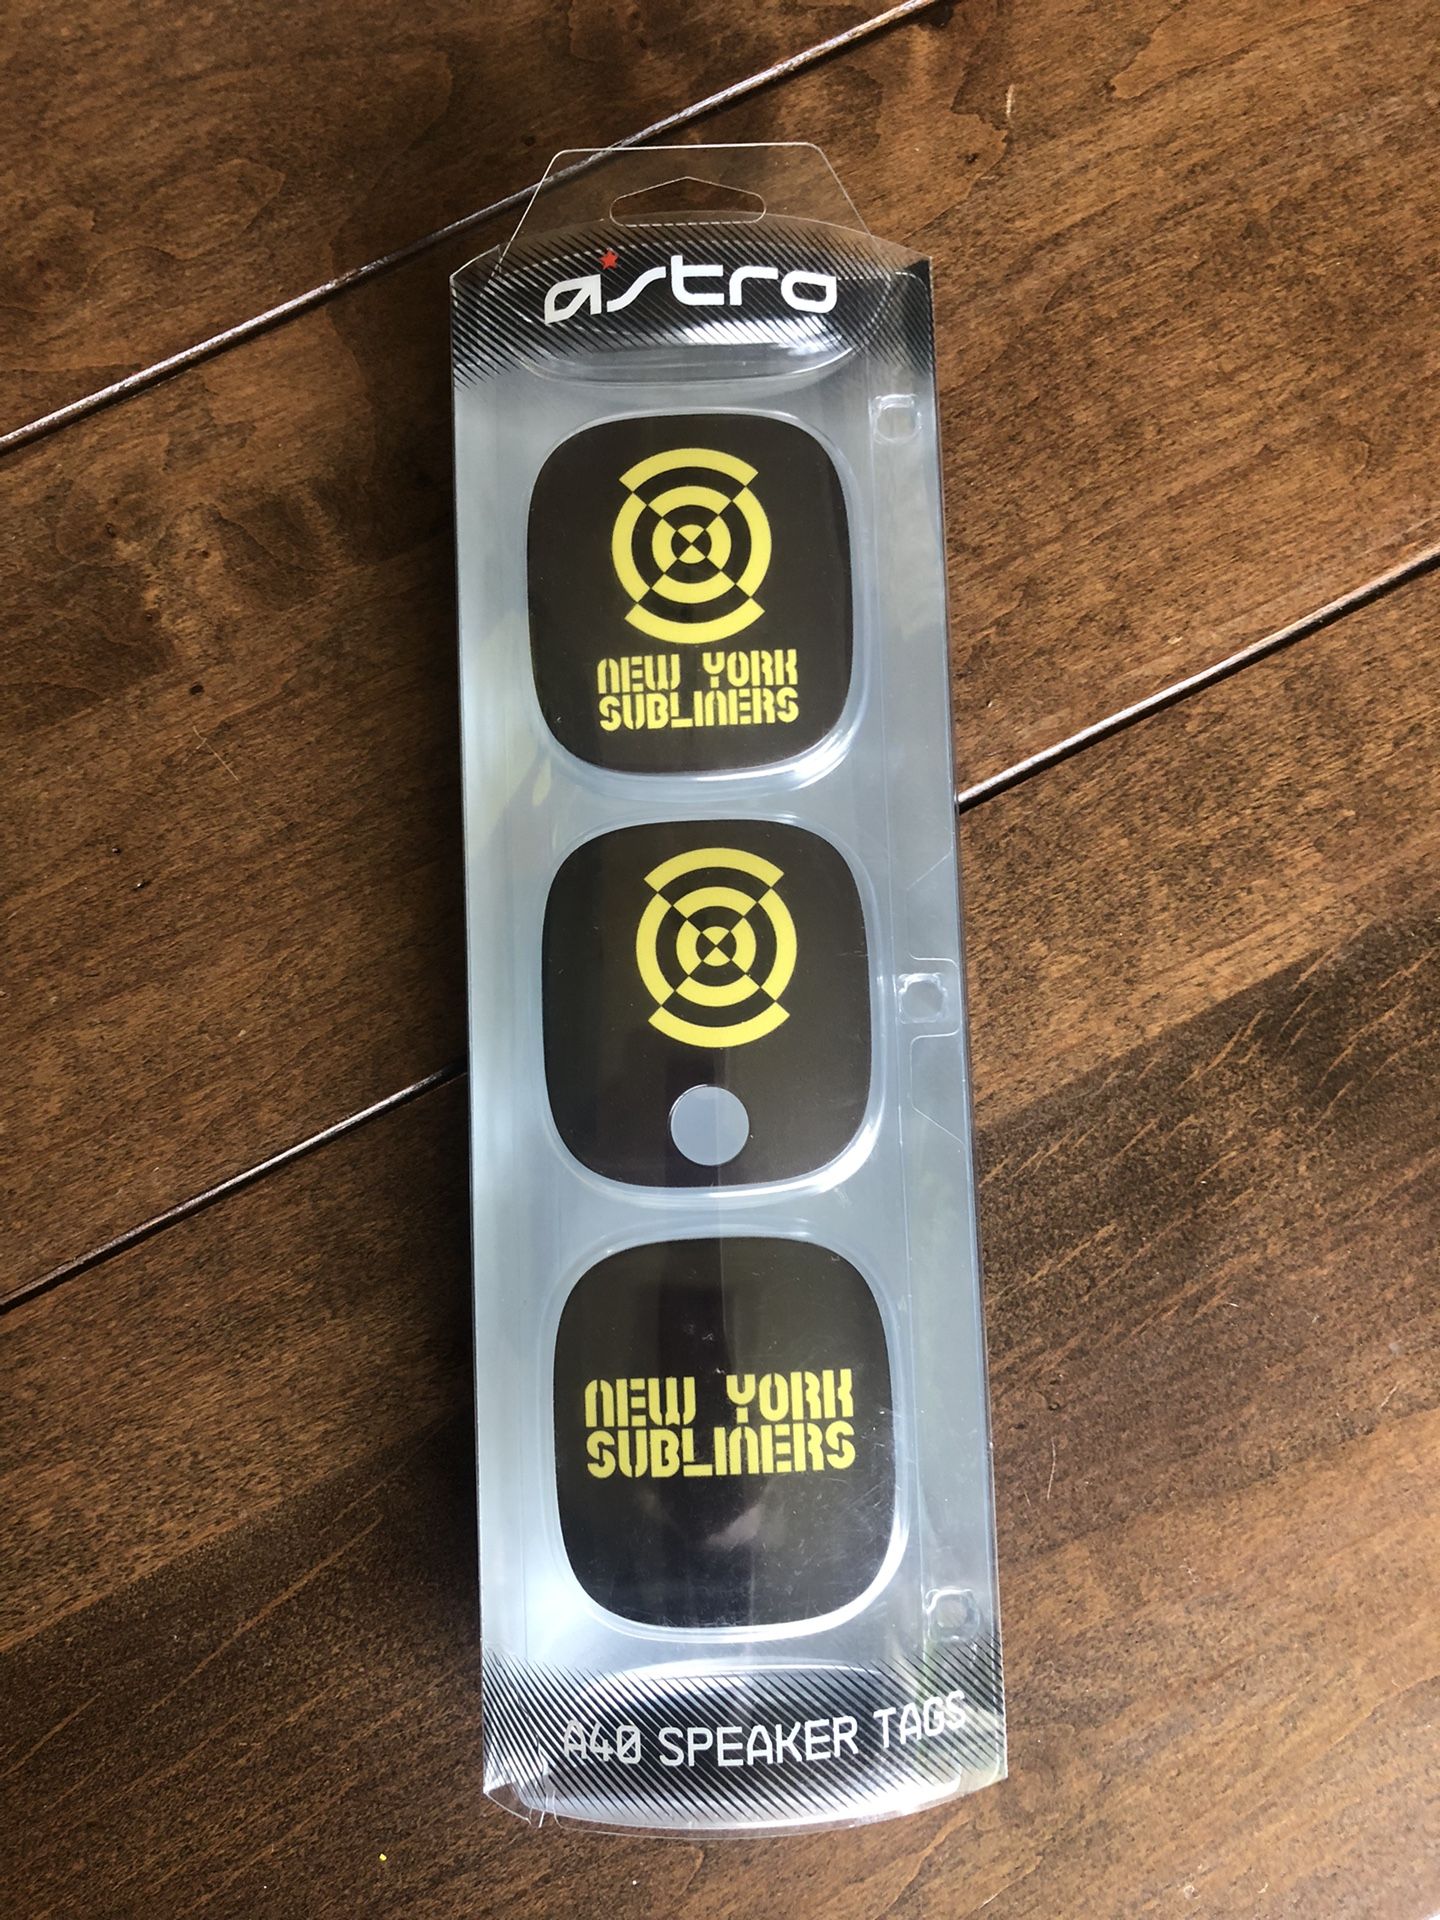 astro
NEW YORK
SUBLINERS
NEW YORK
SUBLINERS
A40 SPEAKER TAGS